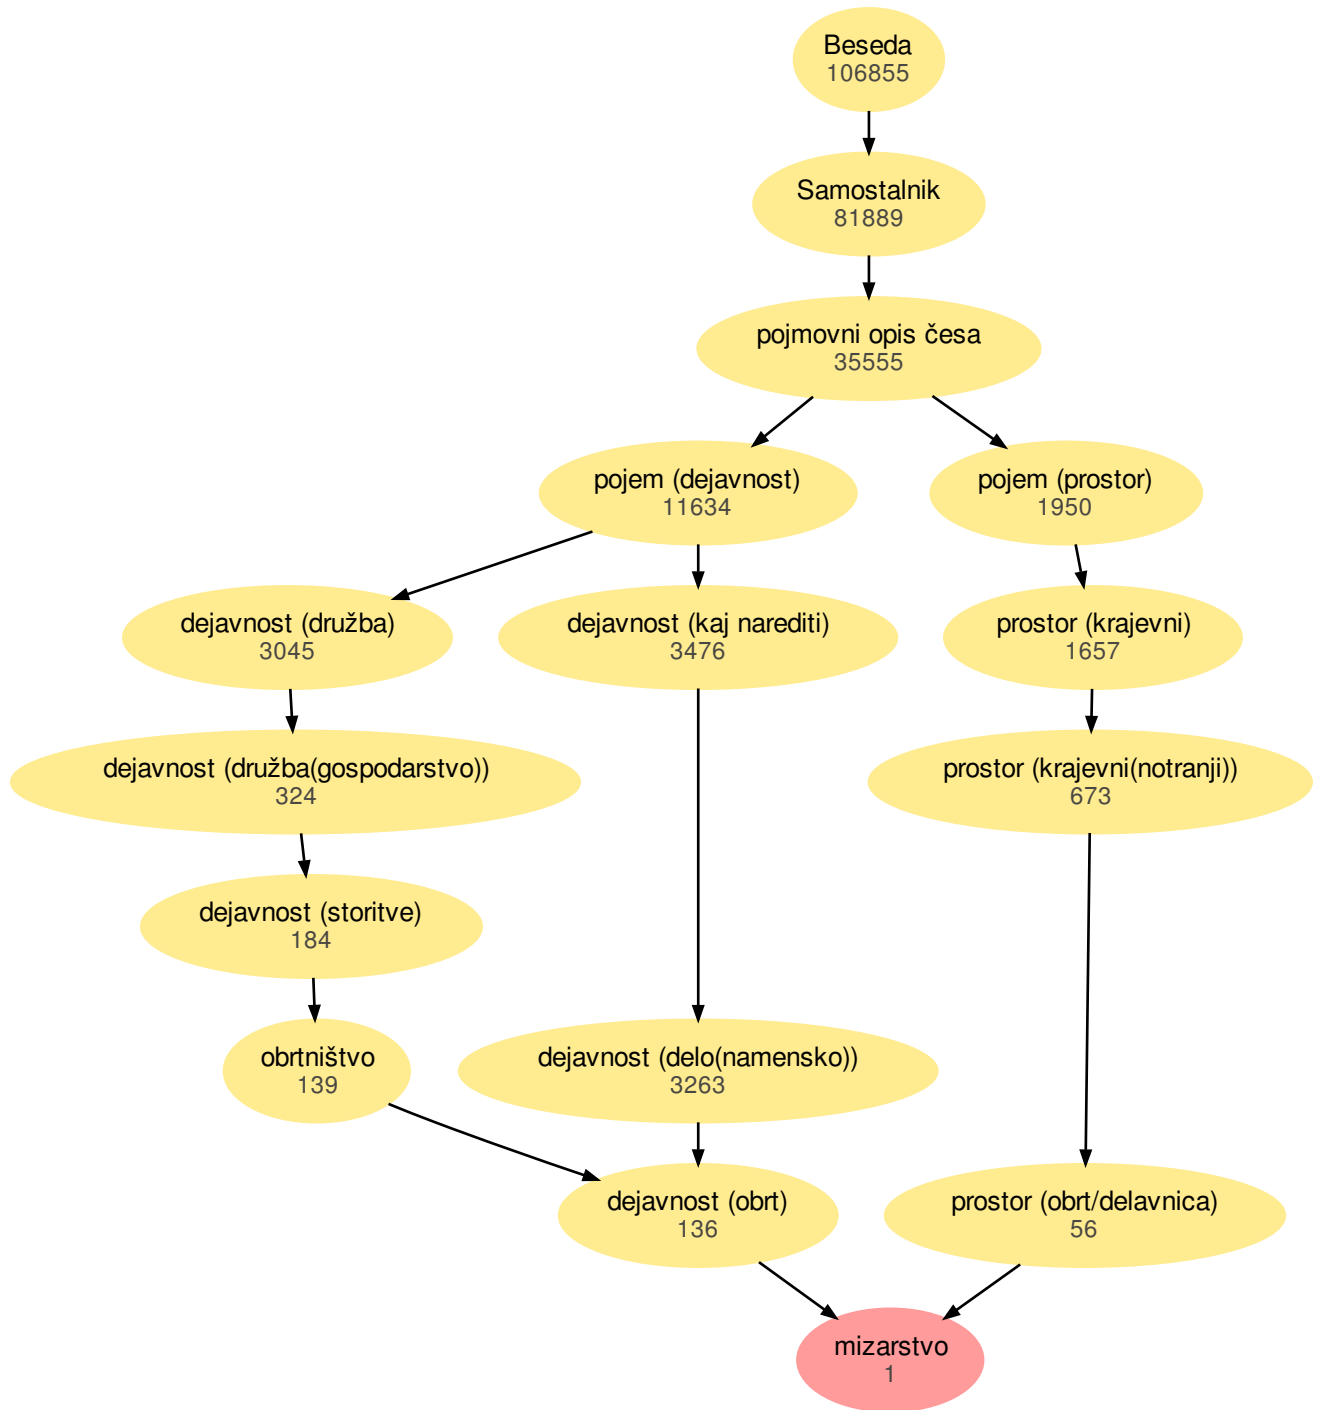 Beseda
106855
Samostalnik
81889
pojmovni opis česa
35555
pojem (dejavnost)
11634
pojem (prostor)
1950
dejavnost (družba)
3045
dejavnost (kaj narediti)
3476
prostor (krajevni)
1657
dejavnost (družba(gospodarstvo))
324
prostor (krajevni(notranji))
673
dejavnost (storitve)
184
obrtništvo
139
dejavnost (delo(namensko))
3263
dejavnost (obrt)
136
prostor (obrt/delavnica)
56
mizarstvo
1